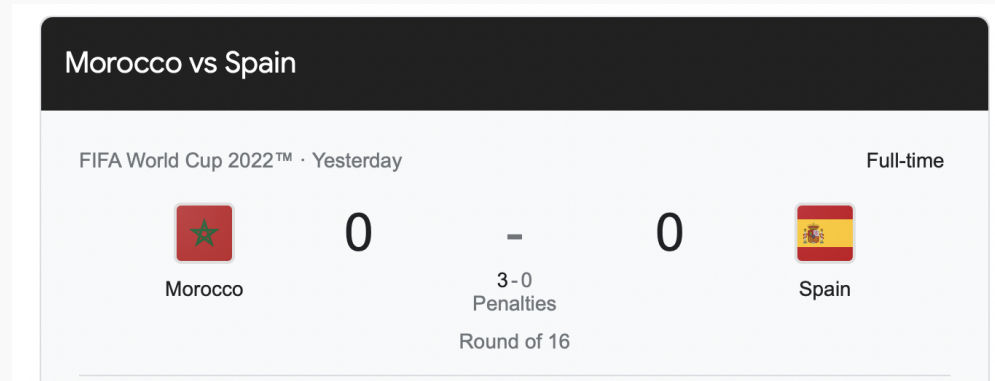 Morocco vs Spain
FIFA World Cup 2022™ · Yesterday Full-time
0 - 0
3 - 0
Penalties
Morocco Spain
Round of 16